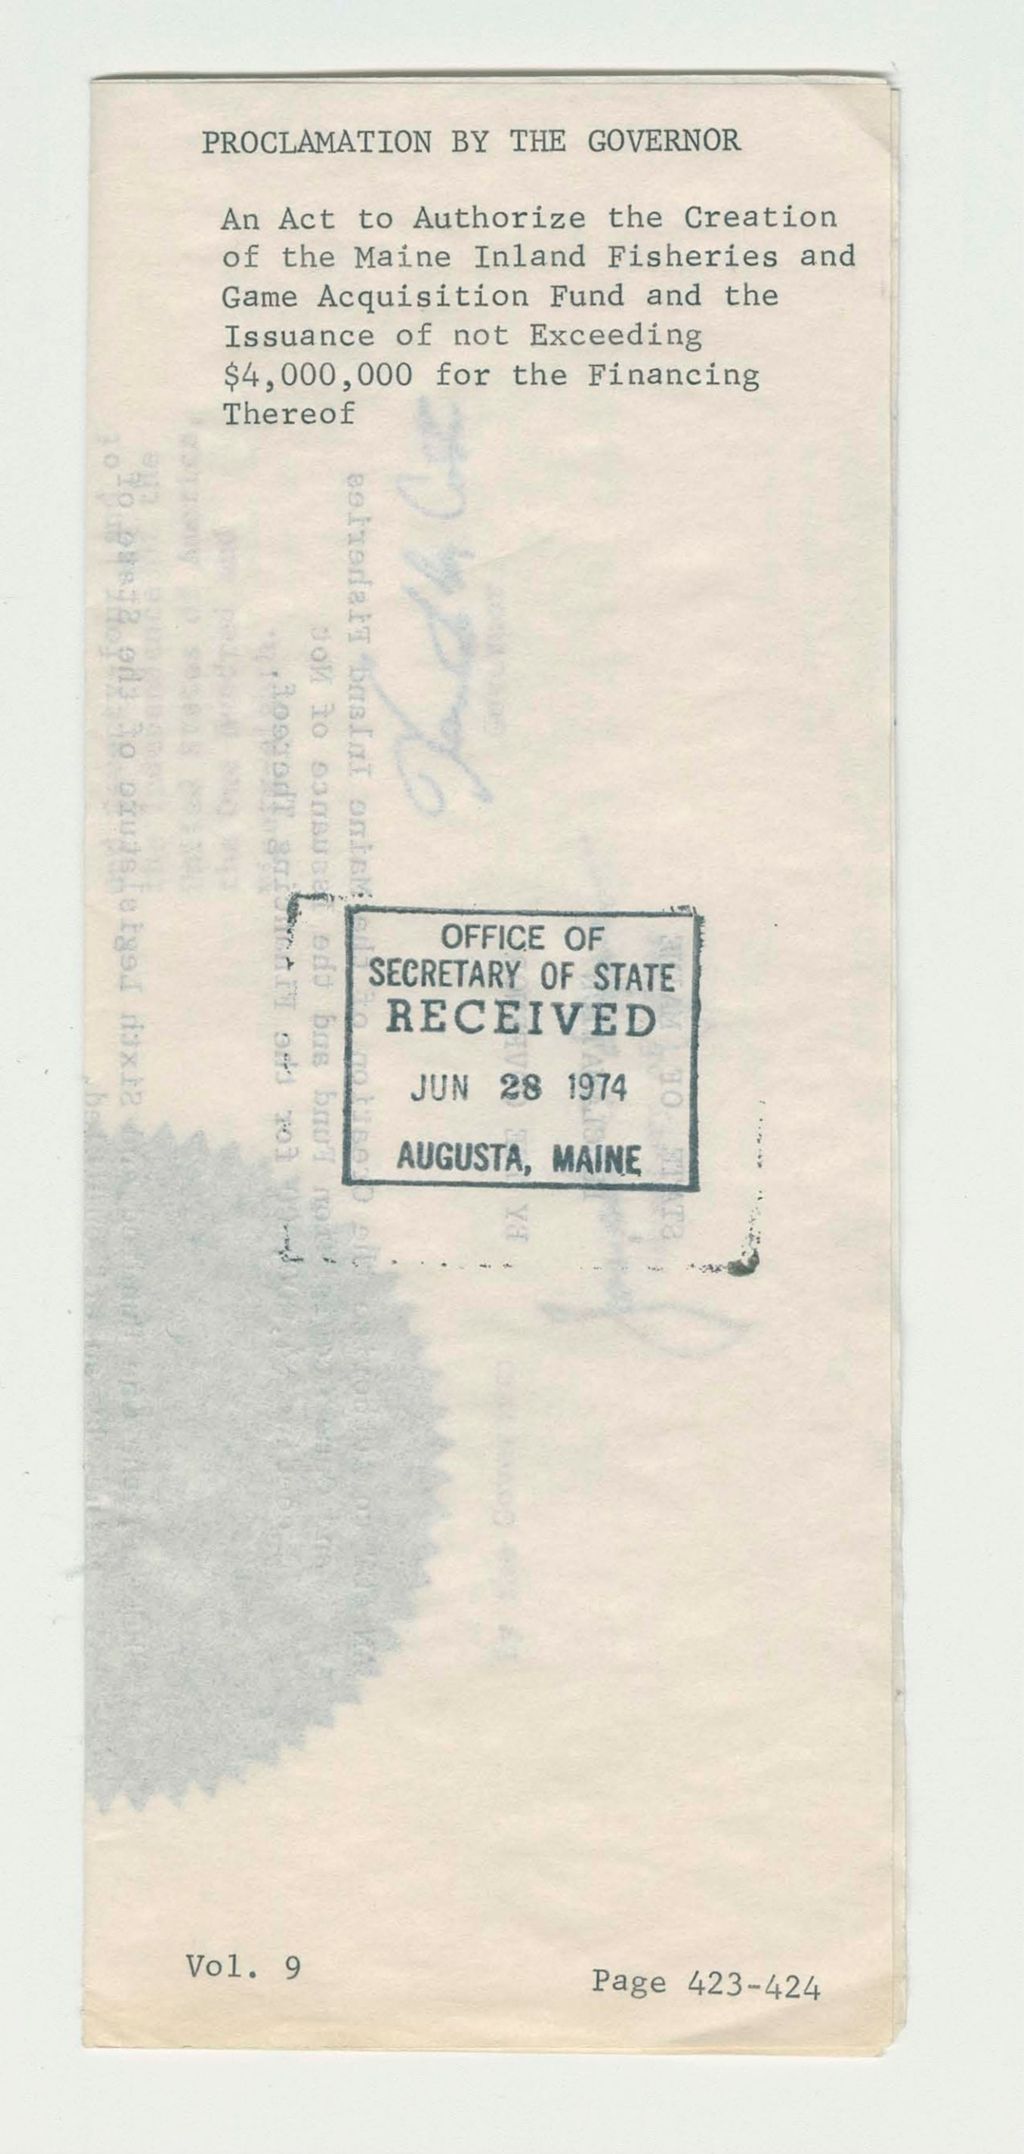 PROCLAMATION BY THE GOVERNOR
An Act to Authorize the Creation
of the Maine Inland Fisheries and
Game Acquisition Fund and the
Issuance of not Exceeding
$4,000,000 for the Financing
Thereof
OFFICE OF
SECRETARY OF STATE
RECEIVED
JUN 28 1974
AUGUSTA, MAINE
Vol. 9
Page 423-424